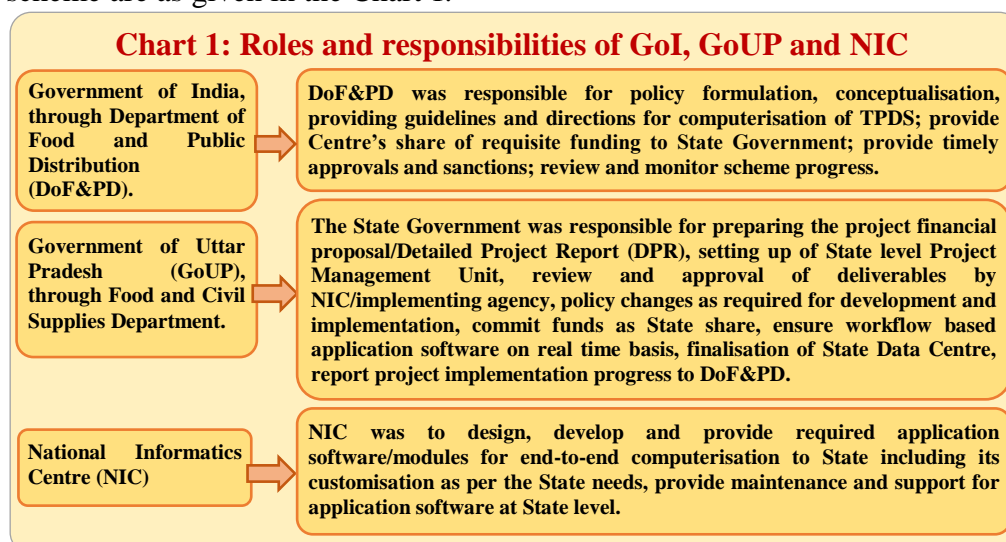 scheme are as given in the Chart 1.
Chart 1: Roles and responsibilities of GoI, GoUP and NIC
Government of India,
through Department of
Food and Public
Distribution
(DoF&PD).
DoF&PD was responsible for policy formulation, conceptualisation,
providing guidelines and directions for computerisation of TPDS; provide
Centre's share of requisite funding to State Government; provide timely
approvals and sanctions; review and monitor scheme progress.
Government of Uttar
Pradesh (GoUP),
through Food and Civil
Supplies Department.
The State Government was responsible for preparing the project financial
proposal/Detailed Project Report (DPR), setting up of State level Project
Management Unit, review and approval of deliverables by
NIC/implementing agency, policy changes as required for development and
implementation, commit funds as State share, ensure workflow based
application software on real time basis, finalisation of State Data Centre,
report project implementation progress to DoF&PD.
National Informatics
Centre (NIC)
NIC was to design, develop and provide required application
software/modules for end-to-end computerisation to State including its
customisation as per the State needs, provide maintenance and support for
application software at State level.